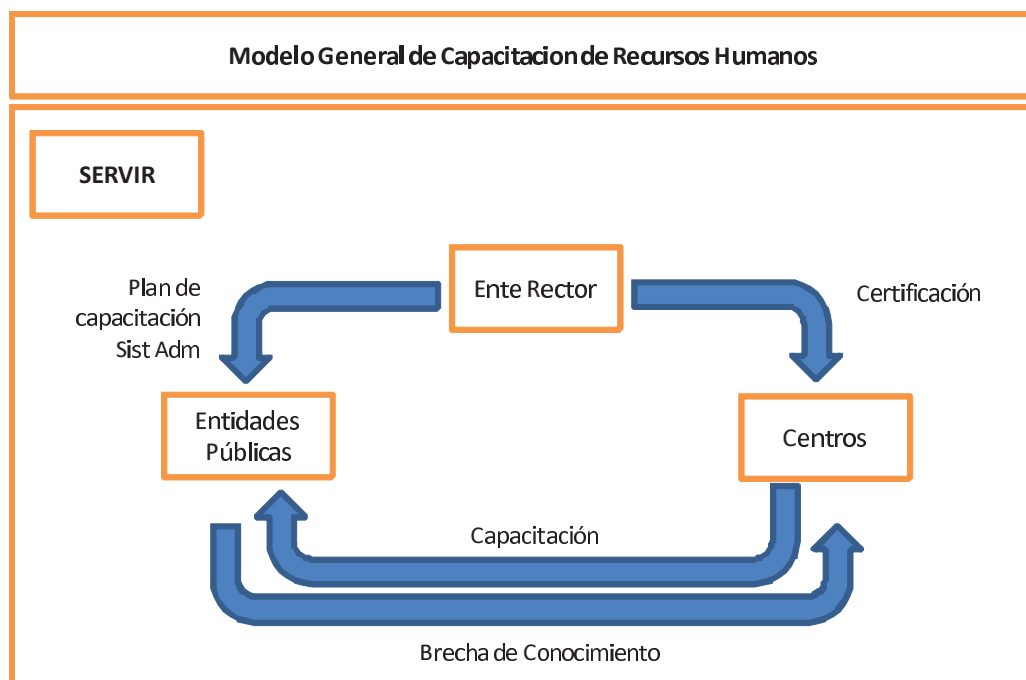 Modelo General de Capacitacion de Recursos Humanos
SERVIR
Ente Rector
Plan de
capacitación
Sist Adm
Certificación
Entidades
Públicas
Centros
Capacitación
Brecha de Conocimiento